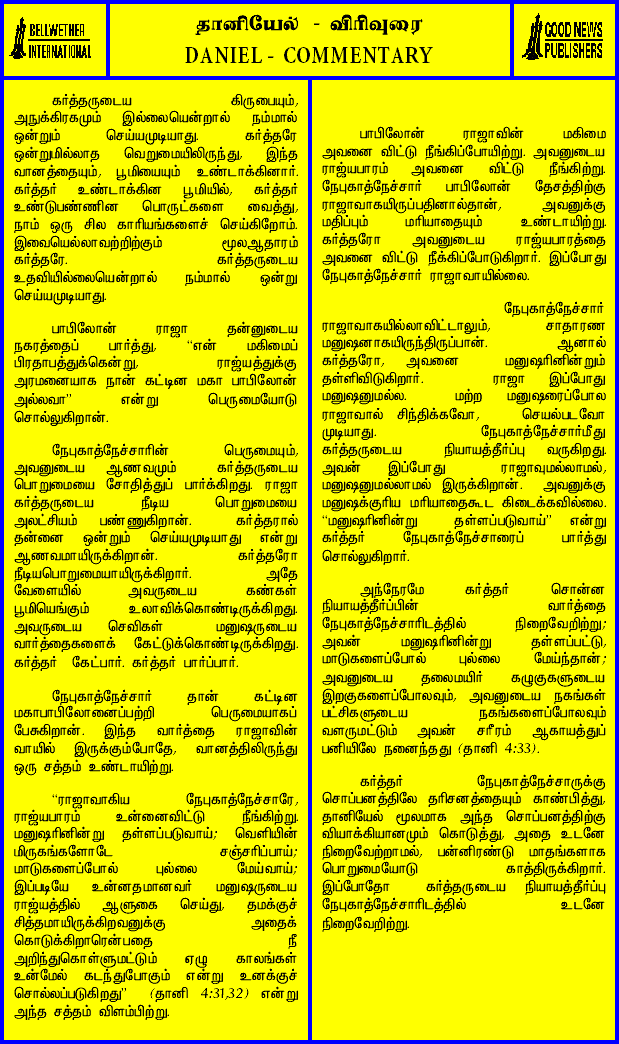 BELLWETHER
INTERNATIONAL
தானியேல் - விரிவுரை
DANIEL - COMMENTARY
GOOD NEWS
PUBLISHERS
கர்த்தருடைய கிருபையும்,
அநுக்கிரகமும் இல்லையென்றால் நம்மால்
ஒன்றும் செய்யமுடியாது. கர்த்தரே
ஒன்றுமில்லாத வெறுமையிலிருந்து, இந்த
வானத்தையும், பூமியையும் உண்டாக்கினார்.
கர்த்தர் உண்டாக்கின பூமியில், கர்த்தர்
உண்டுபண்ணின பொருட்களை வைத்து,
நாம் ஒரு சில காரியங்களைச் செய்கிறோம்.
இவையெல்லாவற்றிற்கும் மூலஆதாரம்
கர்த்தரே. கர்த்தருடைய
உதவியில்லையென்றால் நம்மால் ஒன்று
செய்யமுடியாது.
பாபிலோன் ராஜா தன்னுடைய
நகரத்தைப் பார்த்து, “என் மகிமைப்
பிரதாபத்துக்கென்று, ராஜ்யத்துக்கு
அரமனையாக நான் கட்டின மகா பாபிலோன்
அல்லவா” என்று பெருமையோடு
சொல்லுகிறான்.
நேபுகாத்நேச்சாரின் பெருமையும்,
அவனுடைய ஆணவமும் கர்த்தருடைய
பொறுமையை சோதித்துப் பார்க்கிறது. ராஜா
கர்த்தருடைய நீடிய பொறுமையை
அலட்சியம் பண்ணுகிறான். கர்த்தரால்
தன்னை ஒன்றும் செய்யமுடியாது என்று
ஆணவமாயிருக்கிறான். கர்த்தரோ
நீடியபொறுமையாயிருக்கிறார். அதே
வேளையில் அவருடைய கண்கள்
பூமியெங்கும் உலாவிக்கொண்டிருக்கிறது.
அவருடைய செவிகள் மனுஷருடைய
வார்த்தைகளைக் கேட்டுக்கொண்டிருக்கிறது.
கர்த்தர் கேட்பார். கர்த்தர் பார்ப்பார்.
நேபுகாத்நேச்சார் தான் கட்டின
மகாபாபிலோனைப்பற்றி பெருமையாகப்
பேசுகிறான். இந்த வார்த்தை ராஜாவின்
வாயில் இருக்கும்போதே, வானத்திலிருந்து
ஒரு சத்தம் உண்டாயிற்று.
“ராஜாவாகிய நேபுகாத்நேச்சாரே,
ராஜ்யபாரம் உன்னைவிட்டு நீங்கிற்று.
மனுஷரினின்று தள்ளப்படுவாய்; வெளியின்
மிருகங்களோடே சஞ்சரிப்பாய்;
மாடுகளைப்போல் புல்லை மேய்வாய்;
இப்படியே உன்னதமானவர் மனுஷருடைய
ராஜ்யத்தில் ஆளுகை செய்து, தமக்குச்
சித்தமாயிருக்கிறவனுக்கு அதைக்
கொடுக்கிறாரென்பதை நீ
அறிந்துகொள்ளுமட்டும் ஏழு காலங்கள்
உன்மேல் கடந்துபோகும் என்று உனக்குச்
சொல்லப்படுகிறது” (தானி 4:31,32) என்று
அந்த சத்தம் விளம்பிற்று.
பாபிலோன் ராஜாவின் மகிமை
அவனை விட்டு நீங்கிப்போயிற்று. அவனுடைய
ராஜ்யபாரம் அவனை விட்டு நீங்கிற்று.
நேபுகாத்நேச்சார் பாபிலோன் தேசத்திற்கு
ராஜாவாகயிருப்பதினால்தான், அவனுக்கு
மதிப்பும் மரியாதையும் உண்டாயிற்று.
கர்த்தரோ அவனுடைய ராஜ்யபாரத்தை
அவனை விட்டு நீக்கிப்போடுகிறார். இப்போது
நேபுகாத்நேச்சார் ராஜாவாயில்லை.
நேபுகாத்நேச்சார்
ராஜாவாகயில்லாவிட்டாலும், சாதாரண
மனுஷனாகயிருந்திருப்பான். ஆனால்
கர்த்தரோ, அவனை மனுஷரினின்றும்
தள்ளிவிடுகிறார். ராஜா இப்போது
மனுஷனுமல்ல. மற்ற மனுஷரைப்போல
ராஜாவால் சிந்திக்கவோ, செயல்படவோ
முடியாது. நேபுகாத்நேச்சார்மீது
கர்த்தருடைய நியாயத்தீர்ப்பு வருகிறது.
அவன் இப்போது ராஜாவுமல்லாமல்,
மனுஷனுமல்லாமல் இருக்கிறான். அவனுக்கு
மனுஷக்குரிய மரியாதைகூட கிடைக்கவில்லை.
“மனுஷரினின்று தள்ளப்படுவாய்” என்று
கர்த்தர் நேபுகாத்நேச்சாரைப் பார்த்து
சொல்லுகிறார்.
அந்நேரமே கர்த்தர் சொன்ன
நியாயத்தீர்ப்பின் வார்த்தை
நேபுகாத்நேச்சாரிடத்தில் நிறைவேறிற்று;
அவன் மனுஷரினின்று தள்ளப்பட்டு,
மாடுகளைப்போல் புல்லை மேய்ந்தான்;
அவனுடைய தலைமயிர் கழுகுகளுடைய
இறகுகளைப்போலவும், அவனுடைய நகங்கள்
பட்சிகளுடைய நகங்களைப்போலவும்
வளருமட்டும் அவன் சரீரம் ஆகாயத்துப்
பனியிலே நனைந்தது (தானி 4:33).
கர்த்தர் நேபுகாத்நேச்சாருக்கு
சொப்பனத்திலே தரிசனத்தையும் காண்பித்து,
தானியேல் மூலமாக அந்த சொப்பனத்திற்கு
வியாக்கியானமும் கொடுத்து, அதை உடனே
நிறைவேற்றாமல், பன்னிரண்டு மாதங்களாக
பொறுமையோடு காத்திருக்கிறார்.
இப்போதோ கர்த்தருடைய நியாயத்தீர்ப்பு
நேபுகாத்நேச்சாரிடத்தில் உடனே
நிறைவேறிற்று.